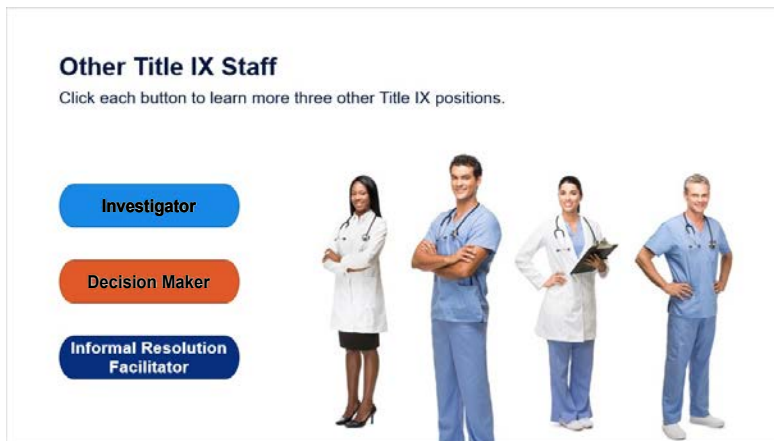 Other Title IX Staff
Click each button to learn more three other Title IX positions.
Investigator
Decision Maker
Informal Resolution
Facilitator